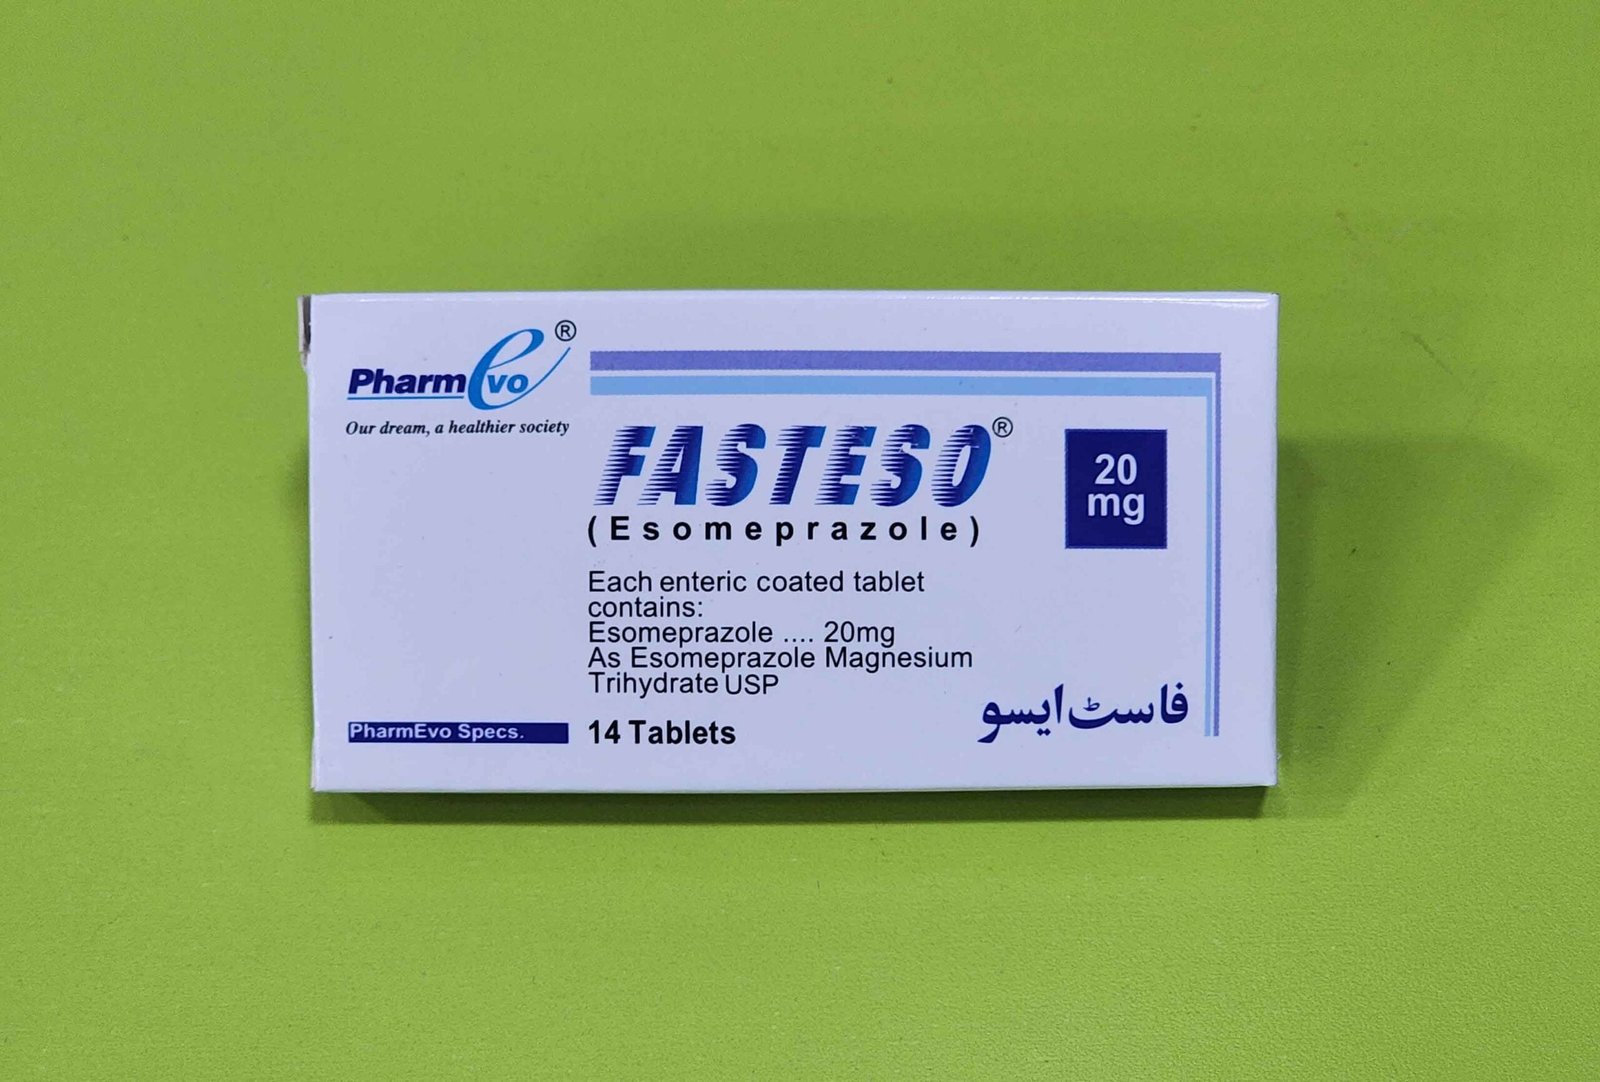 PharmEvo®
Our dream, a healthier society
FASTESO®
(Esomeprazole)
20
mg
Each enteric coated tablet
contains:
Esomeprazole .... 20mg
As Esomeprazole Magnesium
Trihydrate USP
فاسٹ ایسو
PharmEvo Specs.
14 Tablets